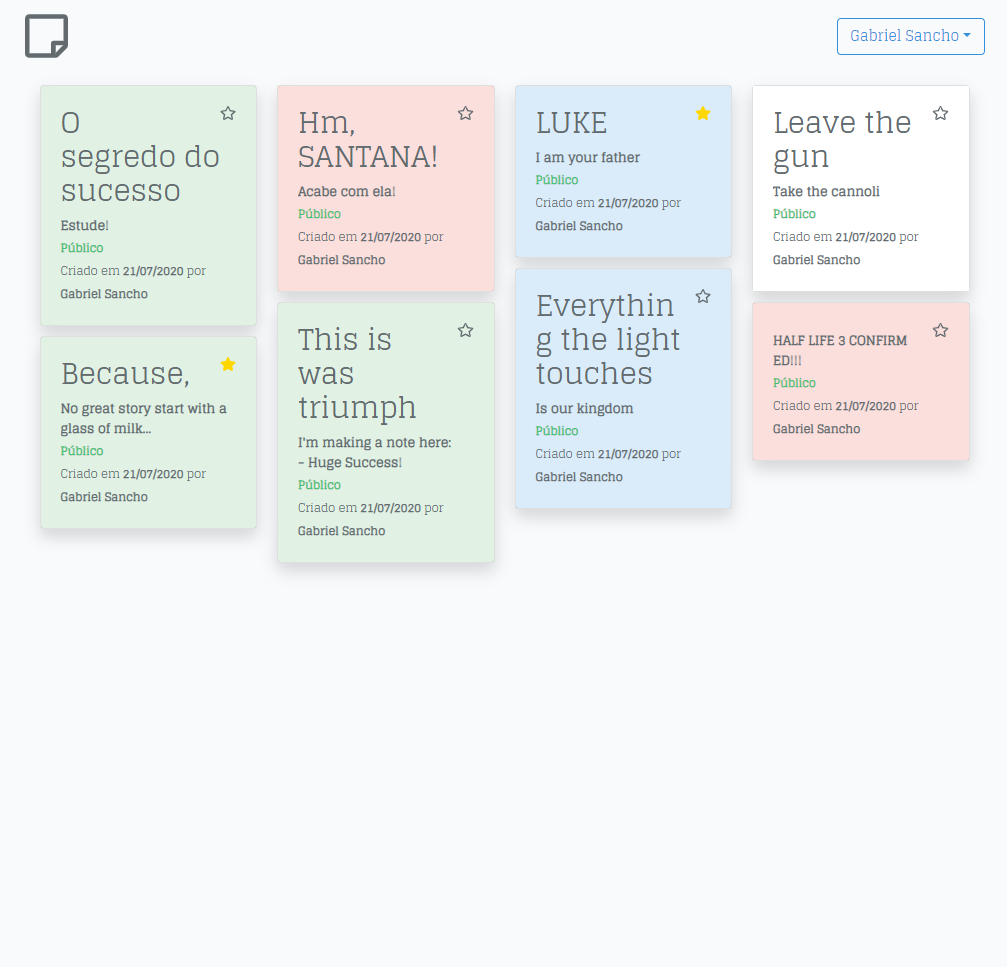 Gabriel Sancho
O
segredo do
sucesso
Estude!
Público
Criado em 21/07/2020 por
Gabriel Sancho
Because,
No great story start with a
glass of milk...
Público
Criado em 21/07/2020 por
Gabriel Sancho
Hm,
SANTANA!
Acabe com ela!
Público
Criado em 21/07/2020 por
Gabriel Sancho
This is
was
triumph
I'm making a note here:
- Huge Success!
Público
Criado em 21/07/2020 por
Gabriel Sancho
LUKE
I am your father
Público
Criado em 21/07/2020 por
Gabriel Sancho
Everythin
g the light
touches
Is our kingdom
Público
Criado em 21/07/2020 por
Gabriel Sancho
Leave the
gun
Take the cannoli
Público
Criado em 21/07/2020 por
Gabriel Sancho
HALF LIFE 3 CONFIRM
ED!!!
Público
Criado em 21/07/2020 por
Gabriel Sancho